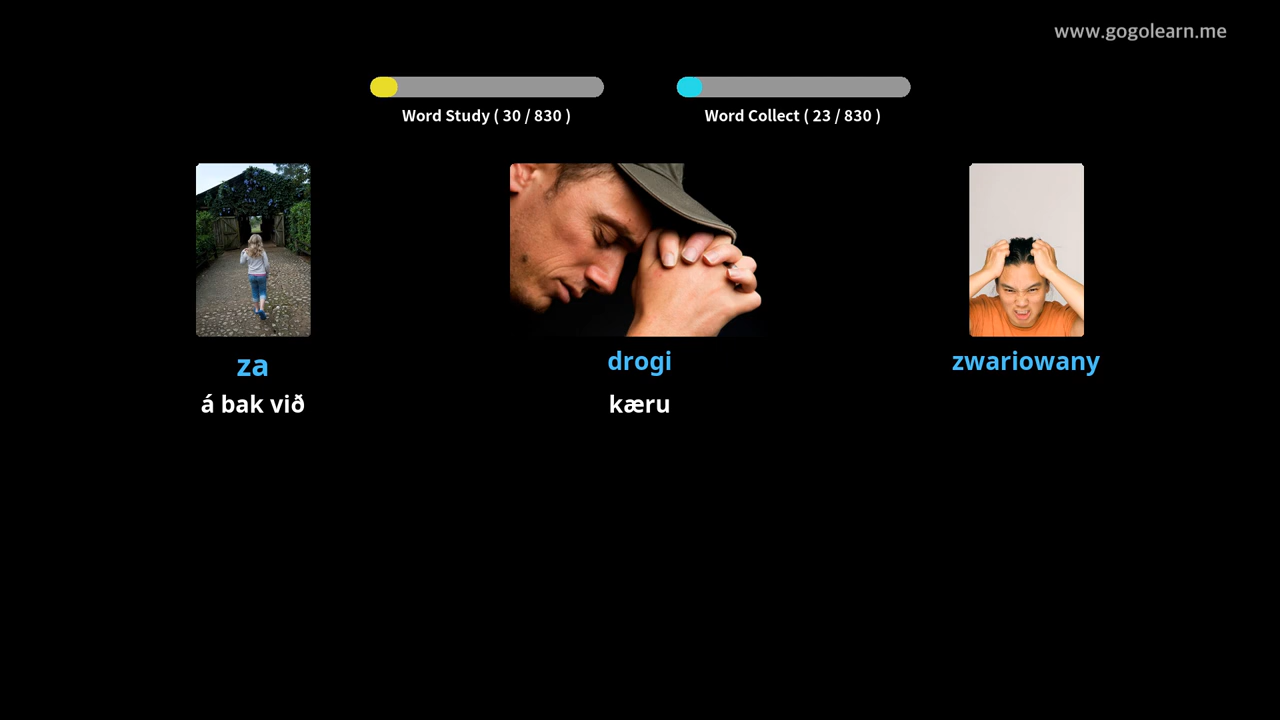 www.gogolearn.me
Word Study ( 30 / 830 )
Word Collect ( 23 / 830 )
za
drogi
zwariowany
á bak við
kæru